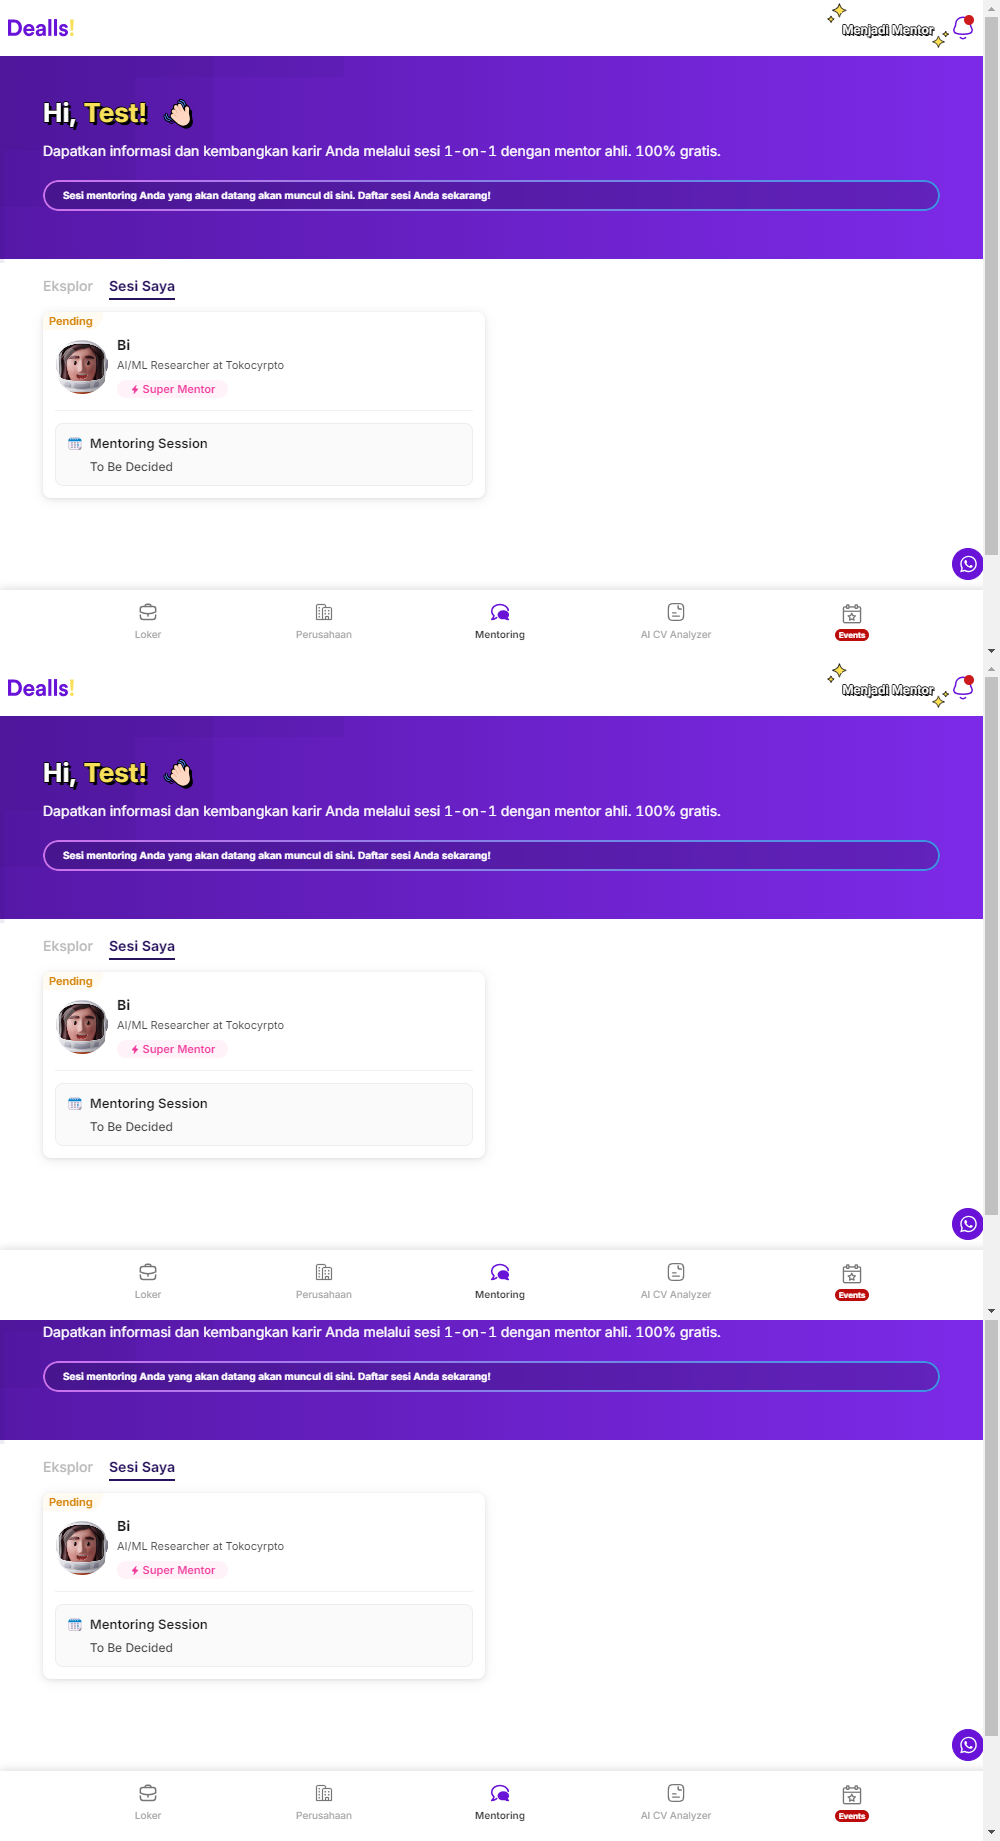 Dealls!
Menjadi Mentor
Hi, Test!
Dapatkan informasi dan kembangkan karir Anda melalui sesi 1-on-1 dengan mentor ahli. 100% gratis.
Sesi mentoring Anda yang akan datang akan muncul di sini. Daftar sesi Anda sekarang!
Eksplor Sesi Saya
Pending
Bi
AI/ML Researcher at Tokocyrpto
Super Mentor
Mentoring Session
To Be Decided
Loker Perusahaan Mentoring AI CV Analyzer Events
Dealls!
Menjadi Mentor
Hi, Test!
Dapatkan informasi dan kembangkan karir Anda melalui sesi 1-on-1 dengan mentor ahli. 100% gratis.
Sesi mentoring Anda yang akan datang akan muncul di sini. Daftar sesi Anda sekarang!
Eksplor Sesi Saya
Pending
Bi
AI/ML Researcher at Tokocyrpto
Super Mentor
Mentoring Session
To Be Decided
Loker Perusahaan Mentoring AI CV Analyzer Events
Dapatkan informasi dan kembangkan karir Anda melalui sesi 1-on-1 dengan mentor ahli. 100% gratis.
Sesi mentoring Anda yang akan datang akan muncul di sini. Daftar sesi Anda sekarang!
Eksplor Sesi Saya
Pending
Bi
AI/ML Researcher at Tokocyrpto
Super Mentor
Mentoring Session
To Be Decided
Loker Perusahaan Mentoring AI CV Analyzer Events